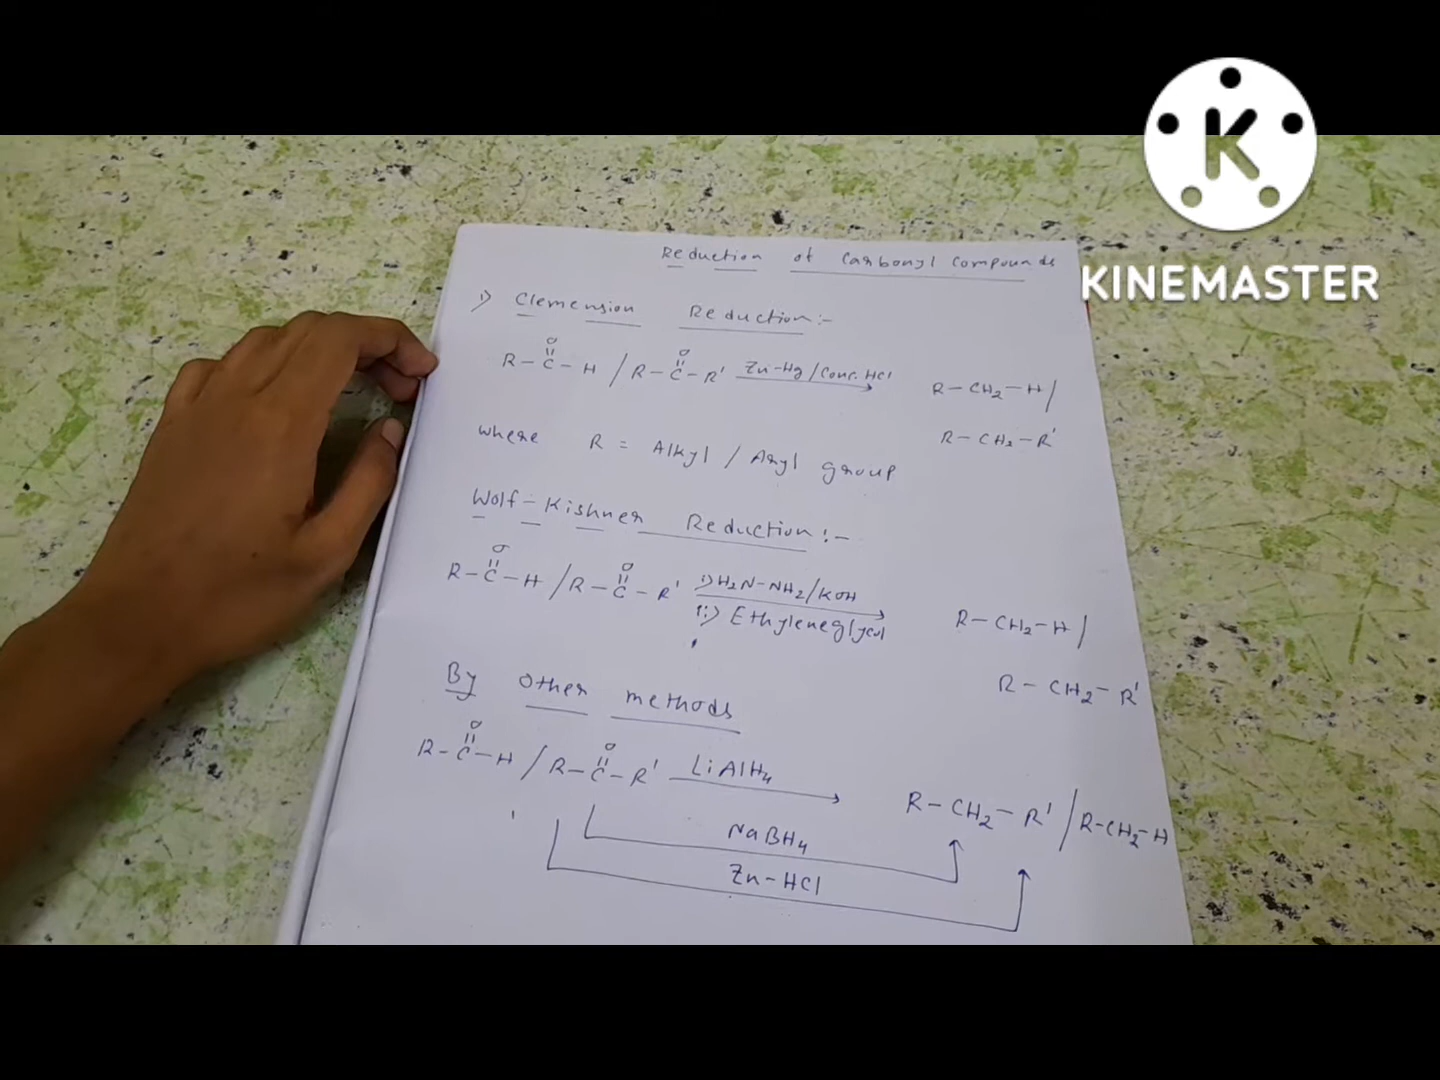 KINEMASTER
Reduction of Carbonyl Compounds
i) Clemension Reduction :-
R - C - H / R - C - R' Zn-Hg / Conc. HCl R - CH2 - H /
O O
R - CH2 - R'
where R = Alkyl / Aryl group
Wolf - Kishner Reduction :-
R - C - H / R - C - R' i) H2N-NH2/KOH R - CH2 - H /
O O
ii) Ethyleneglycol
R - CH2 - R'
By Other methods
R - C - H / R - C - R' LiAlH4 R - CH2 - R' / R-CH2-H
O O
NaBH4
Zn-HCl